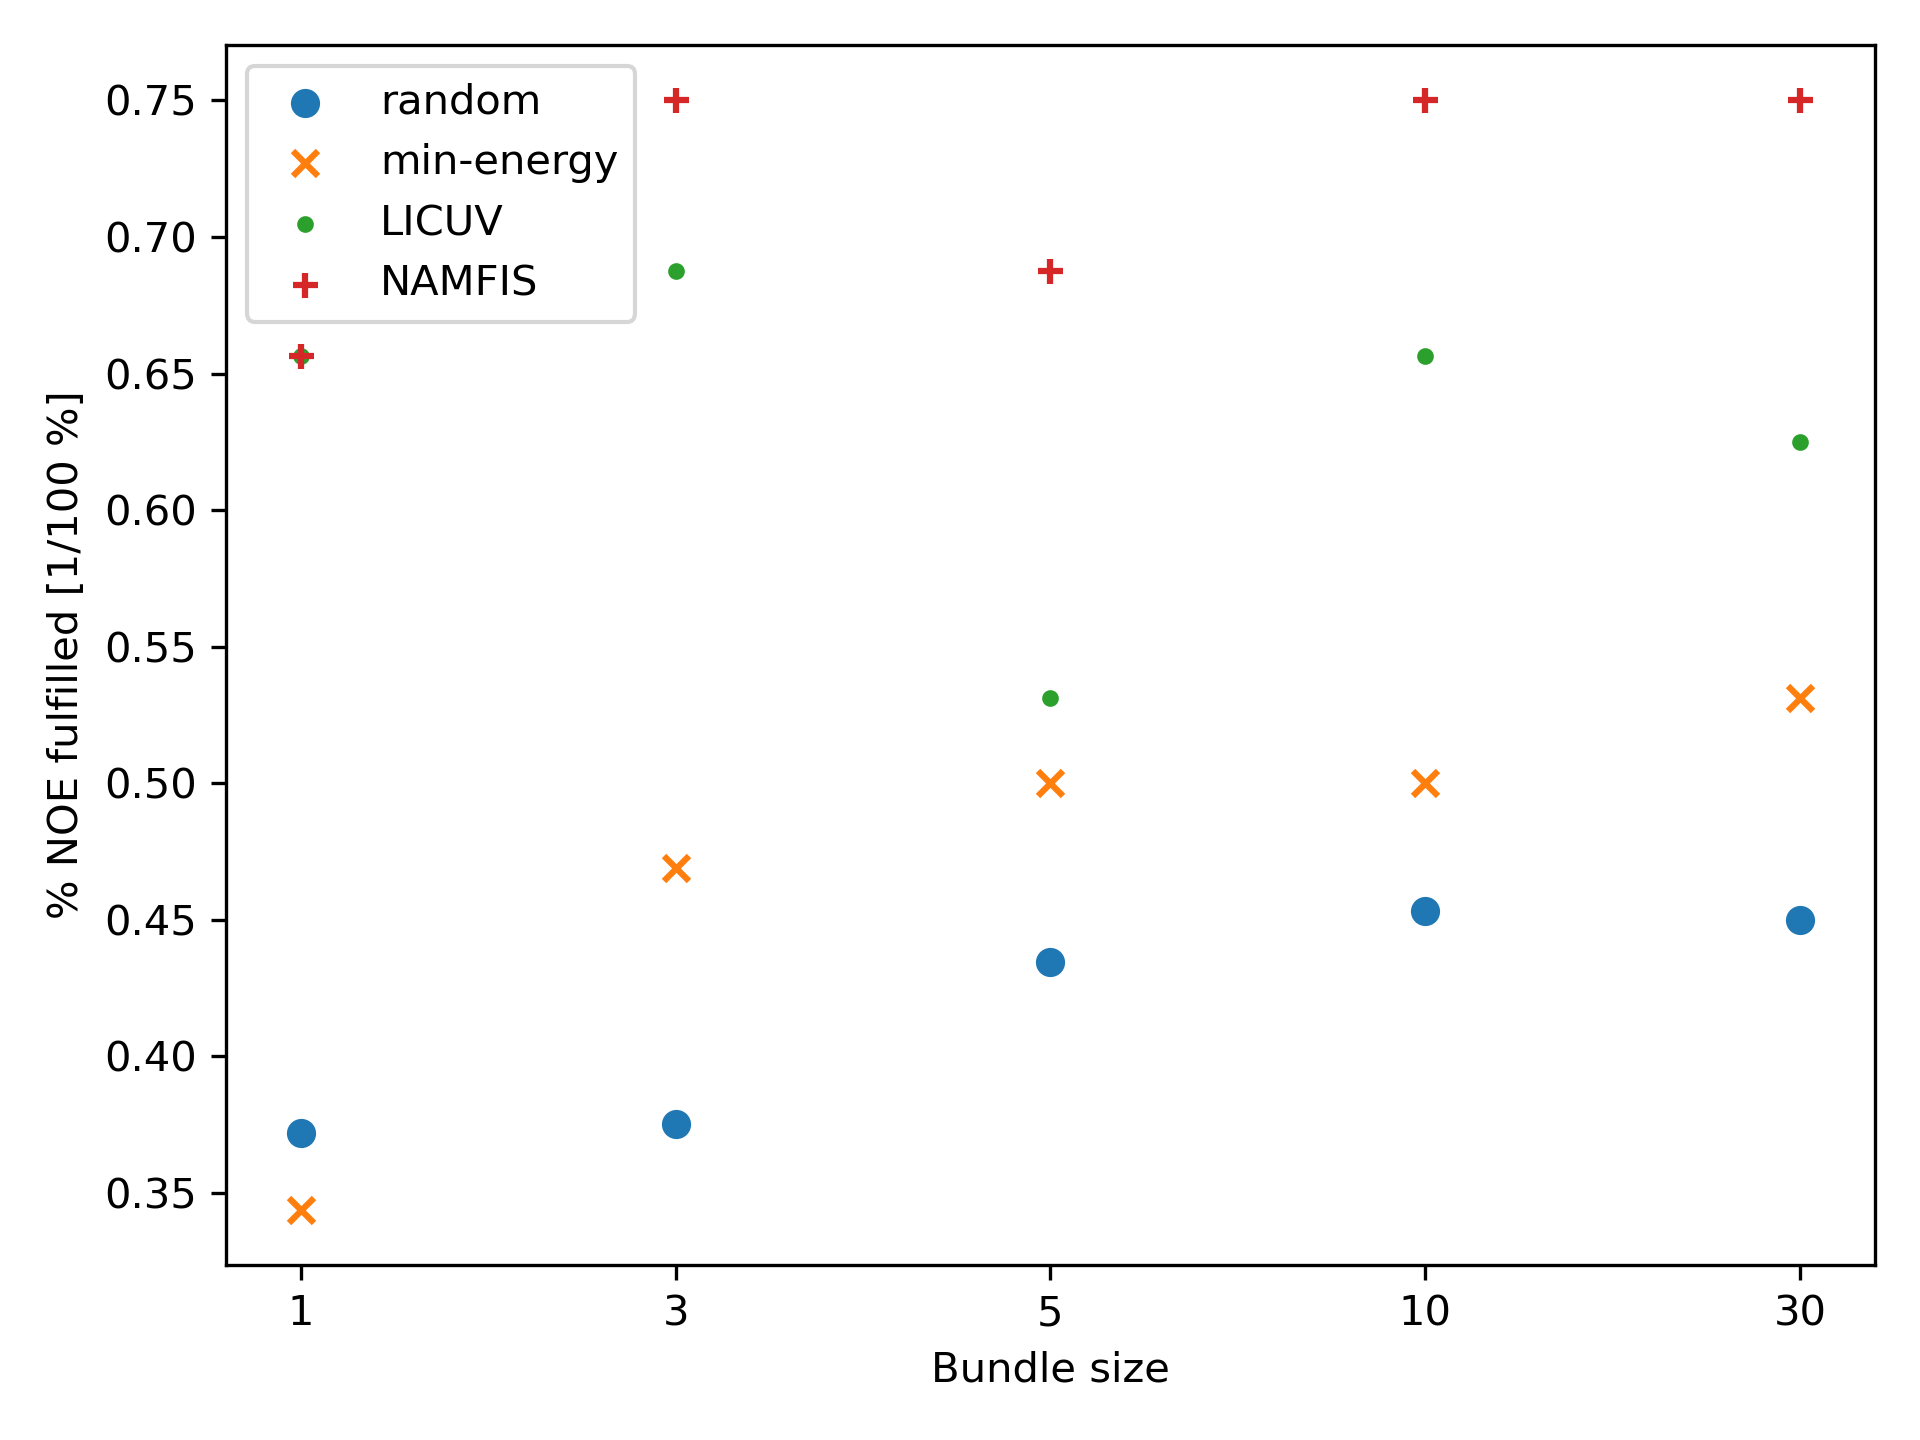 random
min-energy
LICUV
NAMFIS
0.75
0.70
0.65
0.60
0.55
0.50
0.45
0.40
0.35
% NOE fulfilled [1/100 %]
1 3 5 10 30
Bundle size